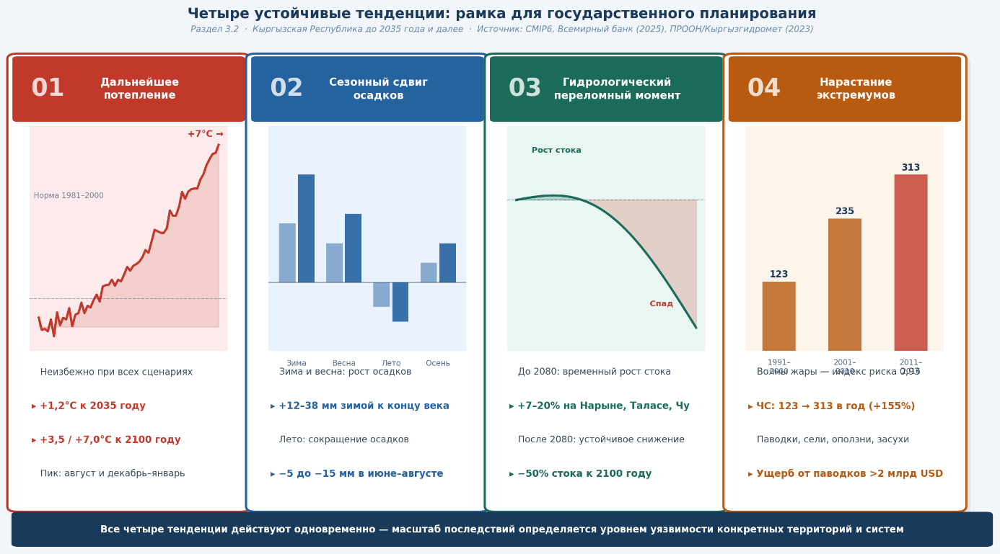 Четыре устойчивые тенденции: рамка для государственного планирования
Раздел 3.2 · Кыргызская Республика до 2035 года и далее · Источник: CMIP6, Всемирный банк (2025), ПРООН/Кыргызгидромет (2023)
01
Дальнейшее
потепление
+7°C →
Норма 1981–2000
Неизбежно при всех сценариях
▸ +1,2°C к 2035 году
▸ +3,5 / +7,0°C к 2100 году
Пик: август и декабрь–январь
02
Сезонный сдвиг
осадков
Зима Весна Лето Осень
Зима и весна: рост осадков
▸ +12–38 мм зимой к концу века
Лето: сокращение осадков
▸ −5 до −15 мм в июне–августе
03
Гидрологический
переломный момент
Рост стока
Спад
До 2080: временный рост стока
▸ +7–20% на Нарыне, Таласе, Чу
После 2080: устойчивое снижение
▸ −50% стока к 2100 году
04
Нарастание
экстремумов
123
235
313
1991– 2001– 2011–
Волны жары — индекс риска 0,93
▸ ЧС: 123 → 313 в год (+155%)
Паводки, сели, оползни, засухи
▸ Ущерб от паводков >2 млрд USD
Все четыре тенденции действуют одновременно — масштаб последствий определяется уровнем уязвимости конкретных территорий и систем